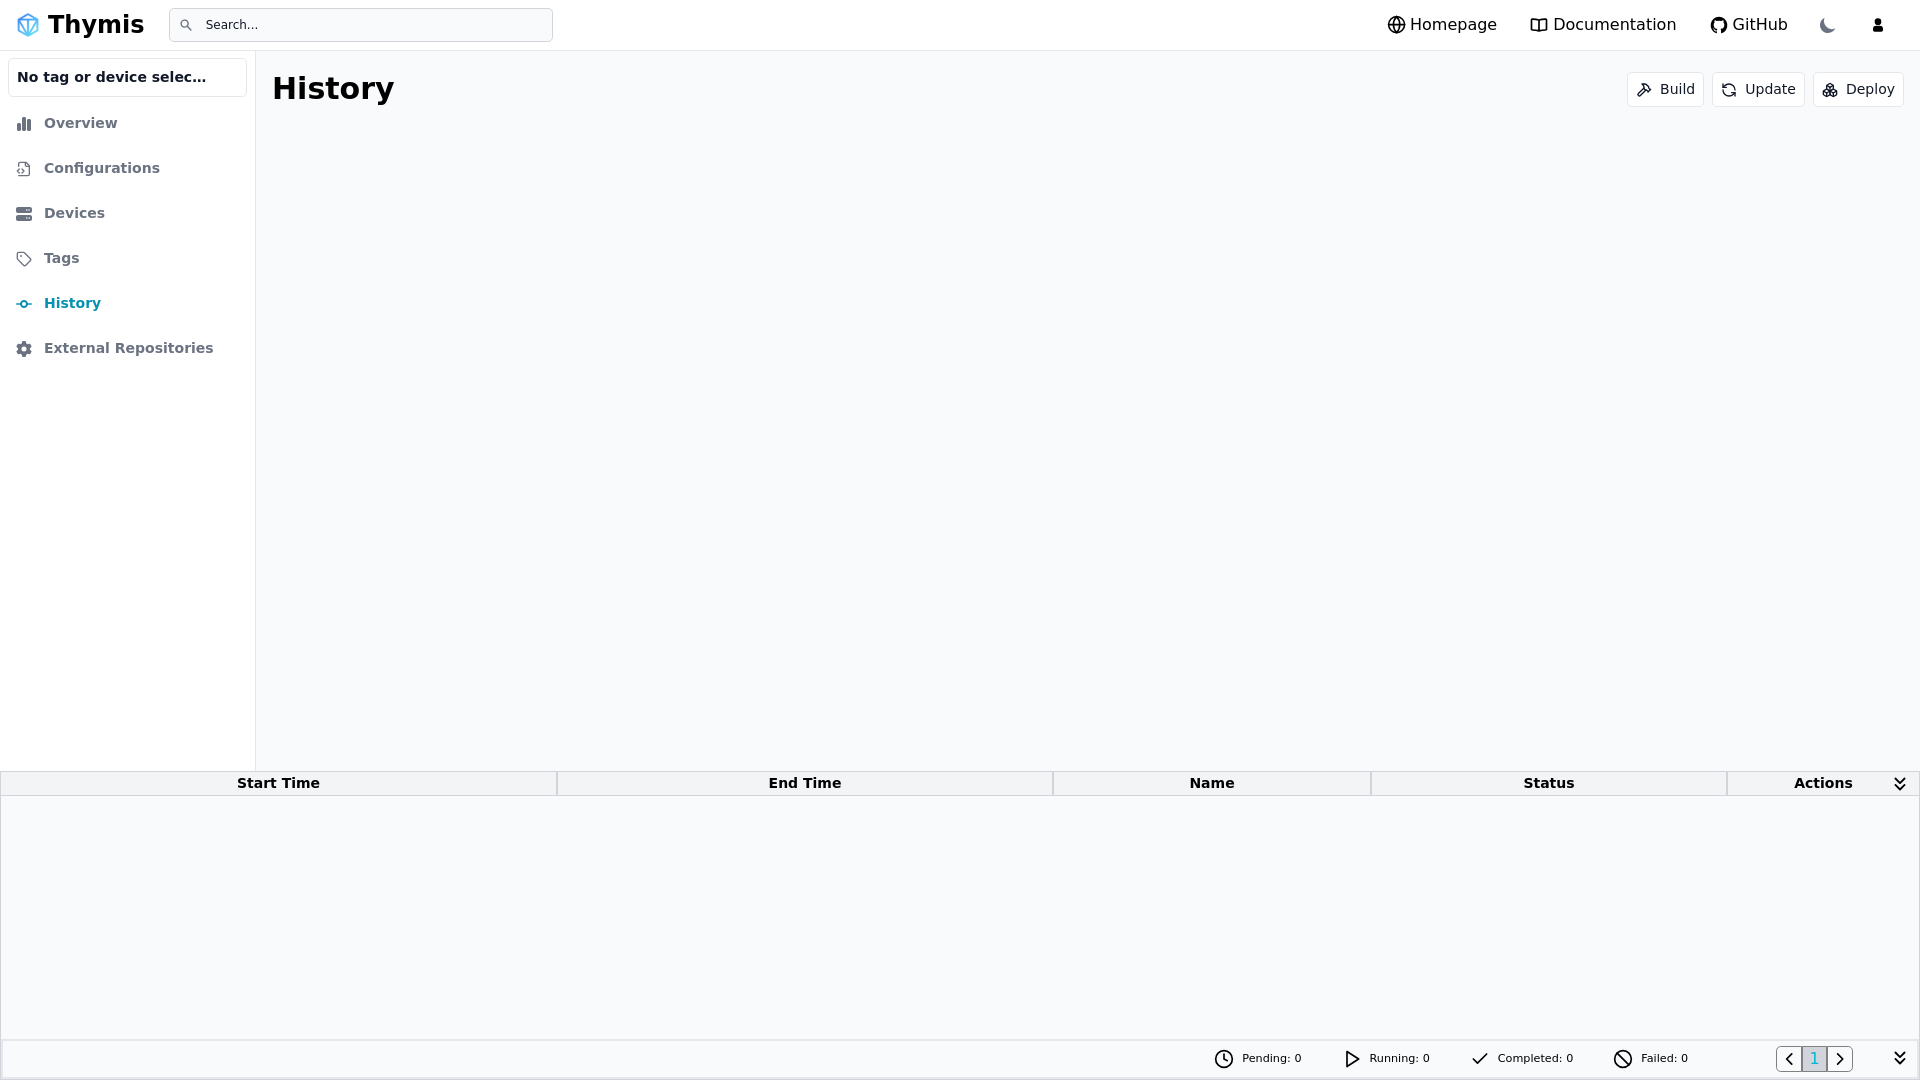 Thymis
Search...
Homepage
Documentation
GitHub
No tag or device selec...
Overview
Configurations
Devices
Tags
History
External Repositories
History
Build
Update
Deploy
Start Time
End Time
Name
Status
Actions
Pending: 0
Running: 0
Completed: 0
Failed: 0
1